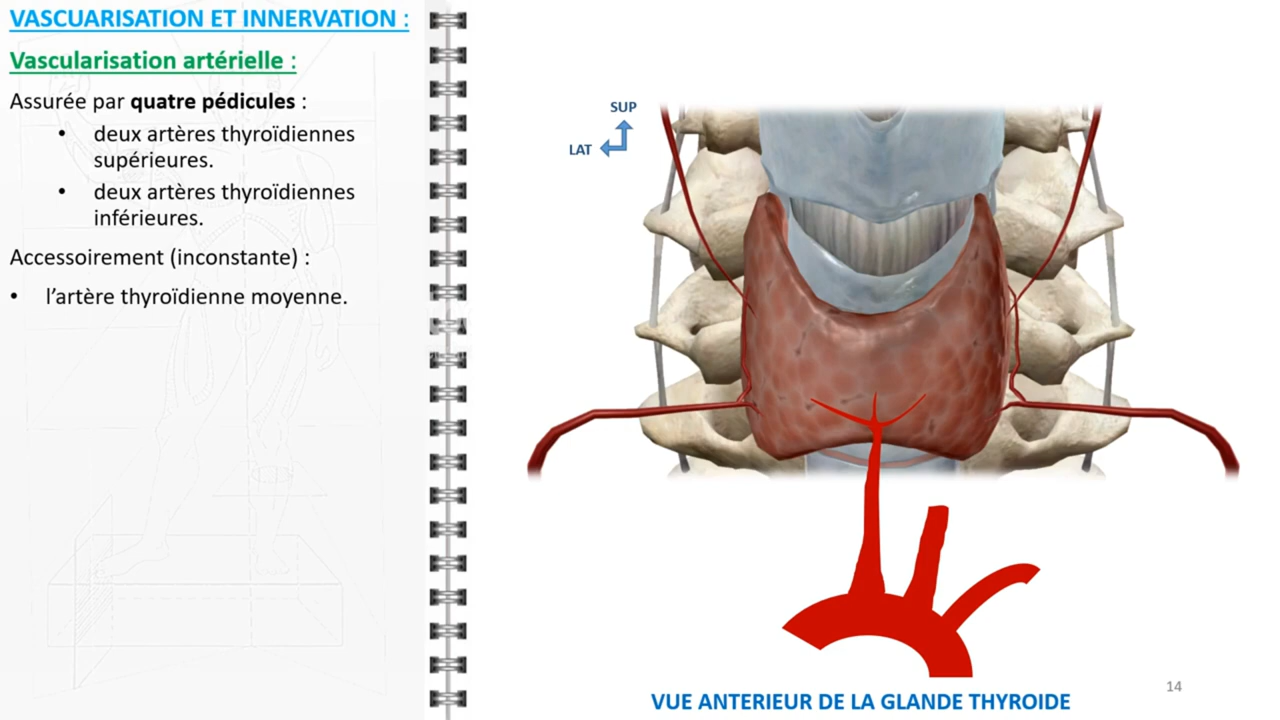 VASCUARISATION ET INNERVATION :
Vascularisation artérielle :
Assurée par quatre pédicules :
• deux artères thyroïdiennes
supérieures.
• deux artères thyroïdiennes
inférieures.
Accessoirement (inconstante) :
• l’artère thyroïdienne moyenne.
SUP
LAT
14
VUE ANTERIEUR DE LA GLANDE THYROIDE